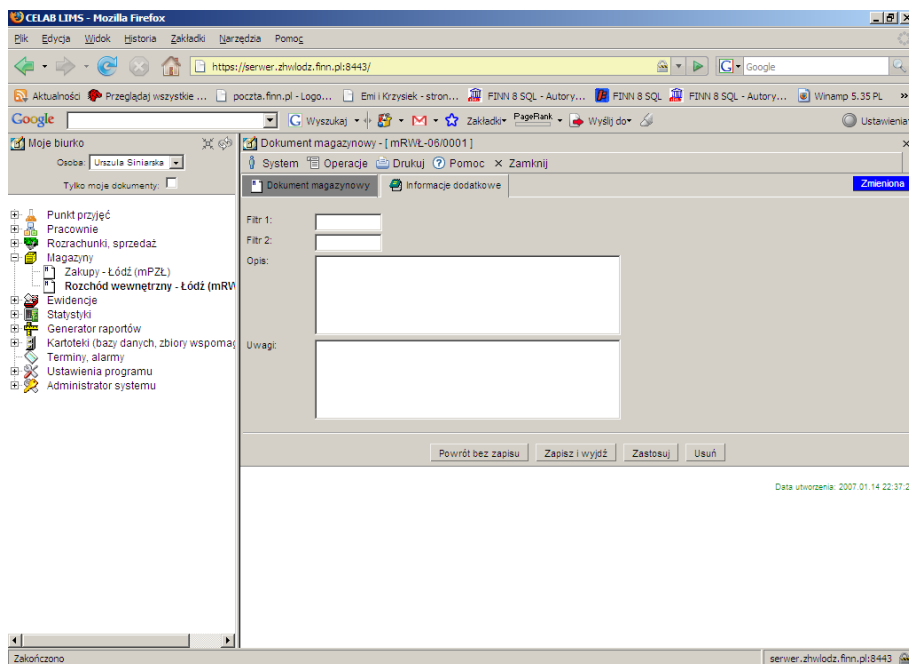 CELAB LIMS - Mozilla Firefox
Plik Edycja Widok Historia Zakładki Narzędzia Pomoc
https://serwer.zhwlodz.finn.pl:8443/ G Google
Aktualności Przeglądaj wszystkie ... poczta.finn.pl - Logo... Emi i Krzysiek - stron... FINN 8 SQL - Autory... FINN 8 SQL FINN 8 SQL - Autory... Winamp 5.35 PL »
Google G Wyszukaj Zakładki PageRank Wyślij do Ustawienia
Moje biurko
Osoba: Urszula Siniarska
Tylko moje dokumenty:
Punkt przyjęć
Pracownie
Rozrachunki, sprzedaż
Magazyny
Zakupy - Łódź (mPZŁ)
Rozchód wewnętrzny - Łódź (mRW
Ewidencje
Statystyki
Generator raportów
Kartoteki (bazy danych, zbiory wspomag
Terminy, alarmy
Ustawienia programu
Administrator systemu
Dokument magazynowy - [ mRWŁ-06/0001 ] x
System Operacje Drukuj Pomoc × Zamknij
Dokument magazynowy Informacje dodatkowe Zmieniona
Filtr 1:
Filtr 2:
Opis:
Uwagi:
Powrót bez zapisu Zapisz i wyjdź Zastosuj Usuń
Data utworzenia: 2007.01.14 22:37:2
Zakończono serwer.zhwlodz.finn.pl:8443